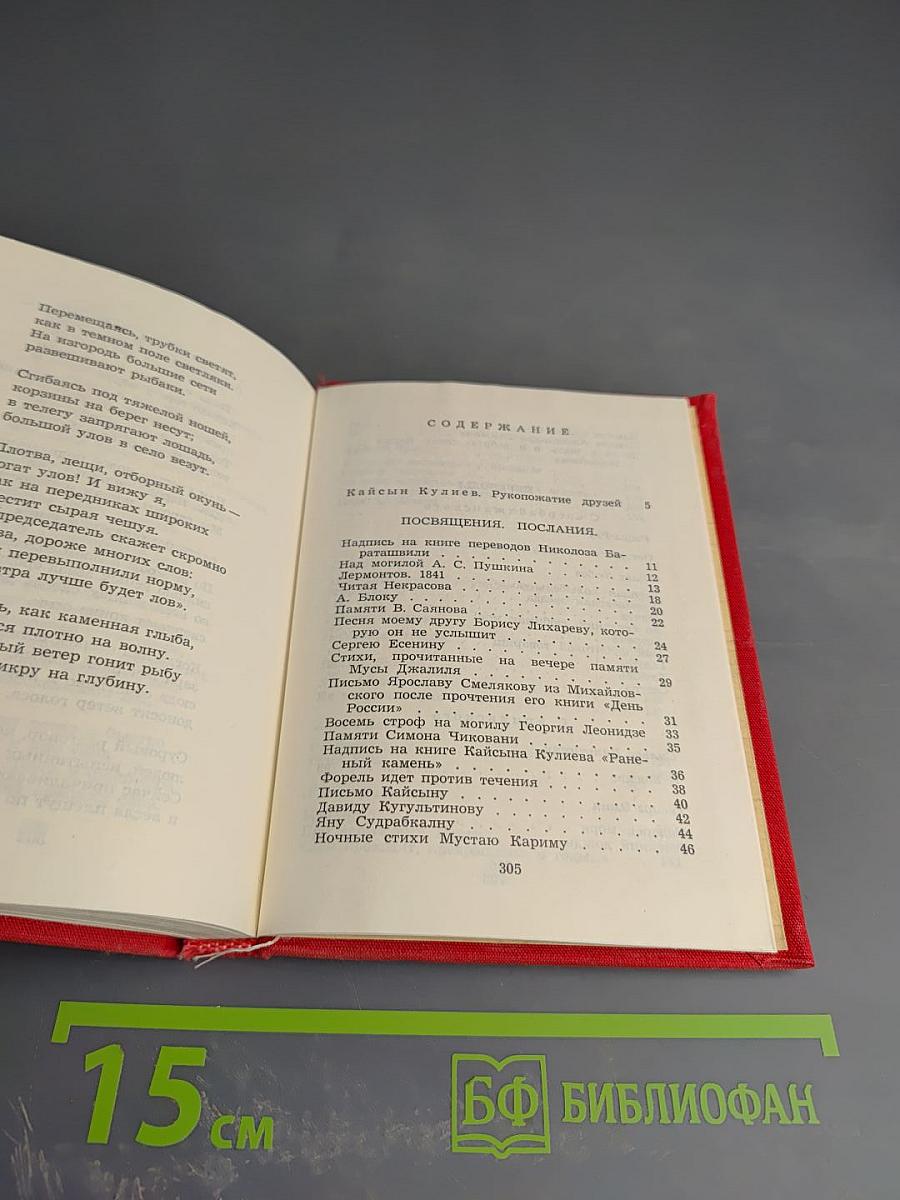 Перемещаясь, трубки светят,
как в темном поле светляки.
На изгородь большие сети
развешивают рыбаки.
Сгибаясь под тяжелой ношей,
корзины на берег несут;
в телегу запрягают лошадь,
большой улов в село везут.
Плотва, лещи, отборный окунь —
огат улов! И вижу я,
ак на передниках широких
естит сырая чешуя.
председатель скажет скромно
ва, дороже многих слов:
перевыполнили норму,
втра лучше будет лов».
ь, как каменная глыба,
ся плотно на волну.
ый ветер гонит рыбу
икру на глубину.
СОДЕРЖАНИЕ
Кайсын Кулиев. Рукопожатие друзей 5
ПОСВЯЩЕНИЯ. ПОСЛАНИЯ.
Надпись на книге переводов Николоза Ба-
раташвили . . . . . . . . . . . 11
Над могилой А. С. Пушкина . . . . . . 12
Лермонтов. 1841 . . . . . . . . . . 13
Читая Некрасова . . . . . . . . . . 18
А. Блоку . . . . . . . . . . . . . 20
Памяти В. Саянова . . . . . . . . . 22
Песня моему другу Борису Лихареву, кото-
рую он не услышит . . . . . . . . 24
Сергею Есенину . . . . . . . . . . 27
Стихи, прочитанные на вечере памяти
Мусы Джалиля . . . . . . . . . . 29
Письмо Ярославу Смелякову из Михайлов-
ского после прочтения его книги «День
России» . . . . . . . . . . . . 31
Восемь строф на могилу Георгия Леонидзе 33
Памяти Симона Чиковани . . . . . . . 35
Надпись на книге Кайсына Кулиева «Ране-
ный камень» . . . . . . . . . . . 36
Форель идет против течения . . . . . . 38
Письмо Кайсыну . . . . . . . . . . 40
Давиду Кугультинову . . . . . . . . 42
Яну Судрабкалну . . . . . . . . . . 44
Ночные стихи Мустаю Кариму . . . . . 46
305
15 см
БФ БИБЛИОФАН